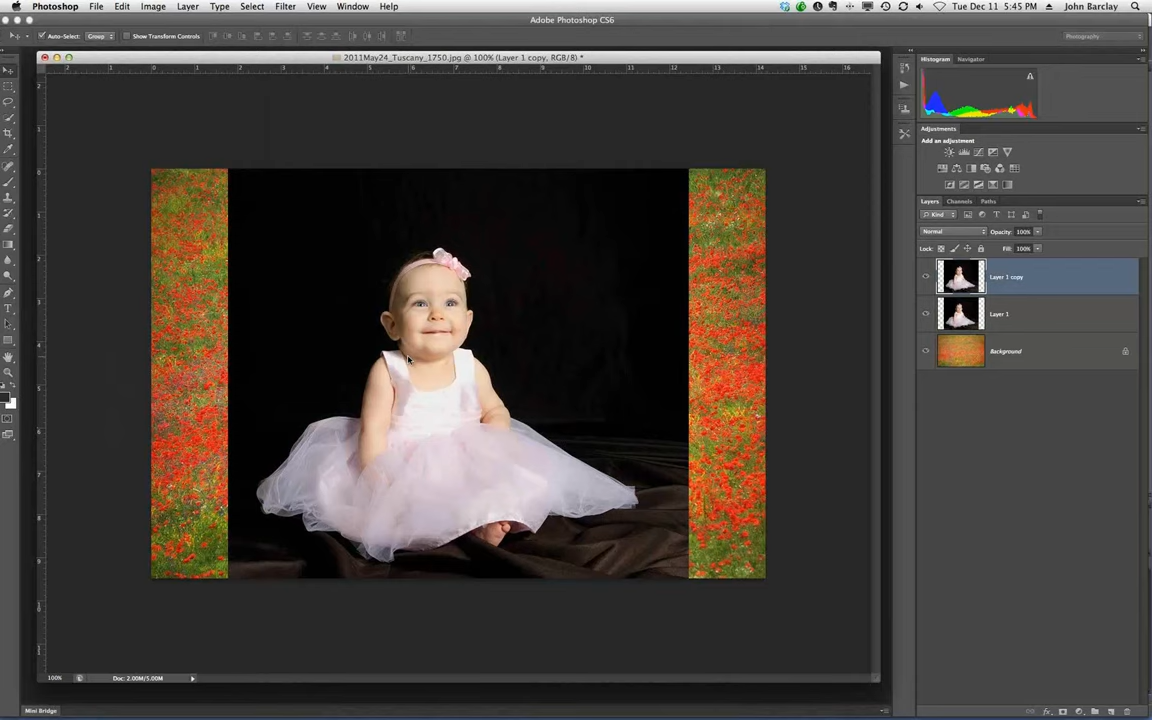 Photoshop File Edit Image Layer Type Select Filter View Window Help
Tue Dec 11 5:45 PM John Barclay
Adobe Photoshop CS6
Auto-Select: Group Show Transform Controls
Photography
2011May24_Tuscany_1750.jpg @ 100% (Layer 1 copy, RGB/8) *
Histogram Navigator
Adjustments
Add an adjustment
Layers Channels Paths
Kind
Normal Opacity: 100%
Lock: Fill: 100%
Layer 1 copy
Layer 1
Background
100% Doc: 2.00M/5.00M
Mini Bridge